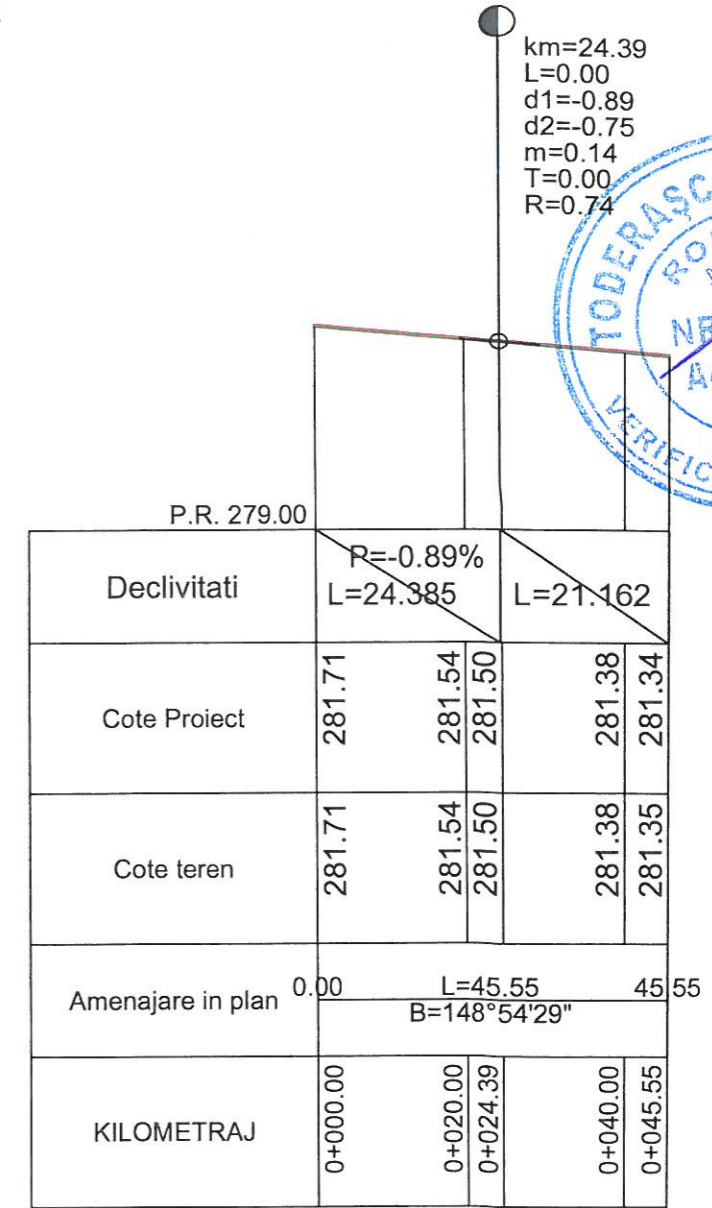 km=24.39
L=0.00
d1=-0.89
d2=-0.75
m=0.14
T=0.00
R=0.74
P.R. 279.00
Declivitati
P=-0.89%
L=24.385
L=21.162
Cote Proiect
281.71
281.54
281.50
281.38
281.34
Cote teren
281.71
281.54
281.50
281.38
281.35
Amenajare in plan
0.00
L=45.55
45.55
B=148°54'29"
KILOMETRAJ
0+000.00
0+020.00
0+024.39
0+040.00
0+045.55